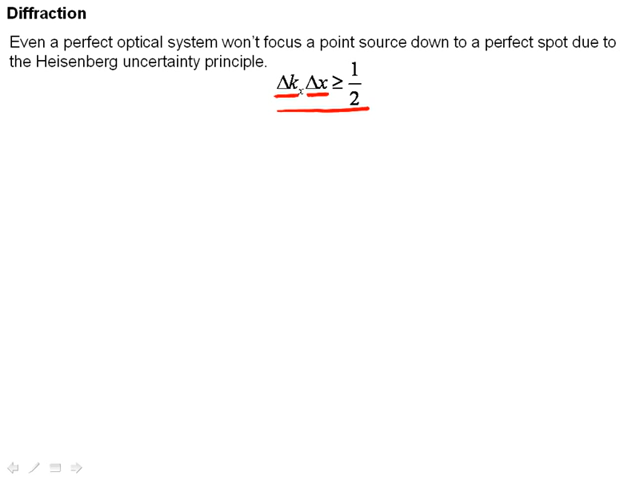 Diffraction
Even a perfect optical system won't focus a point source down to a perfect spot due to
the Heisenberg uncertainty principle.
Δkₓ Δx ≥ 1/2